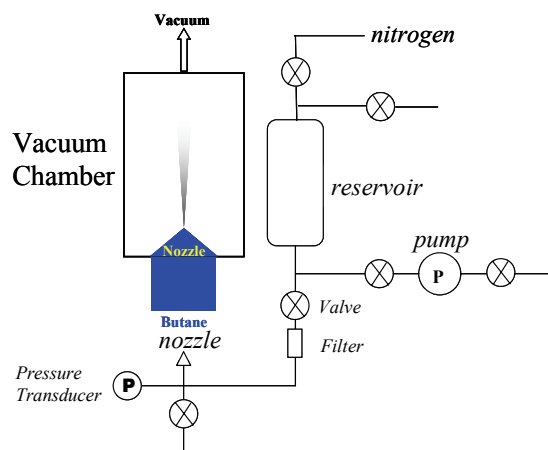 Vacuum
nitrogen
Vacuum
Chamber
reservoir
pump
Nozzle
P
Valve
Butane
nozzle
Filter
Pressure
Transducer
P